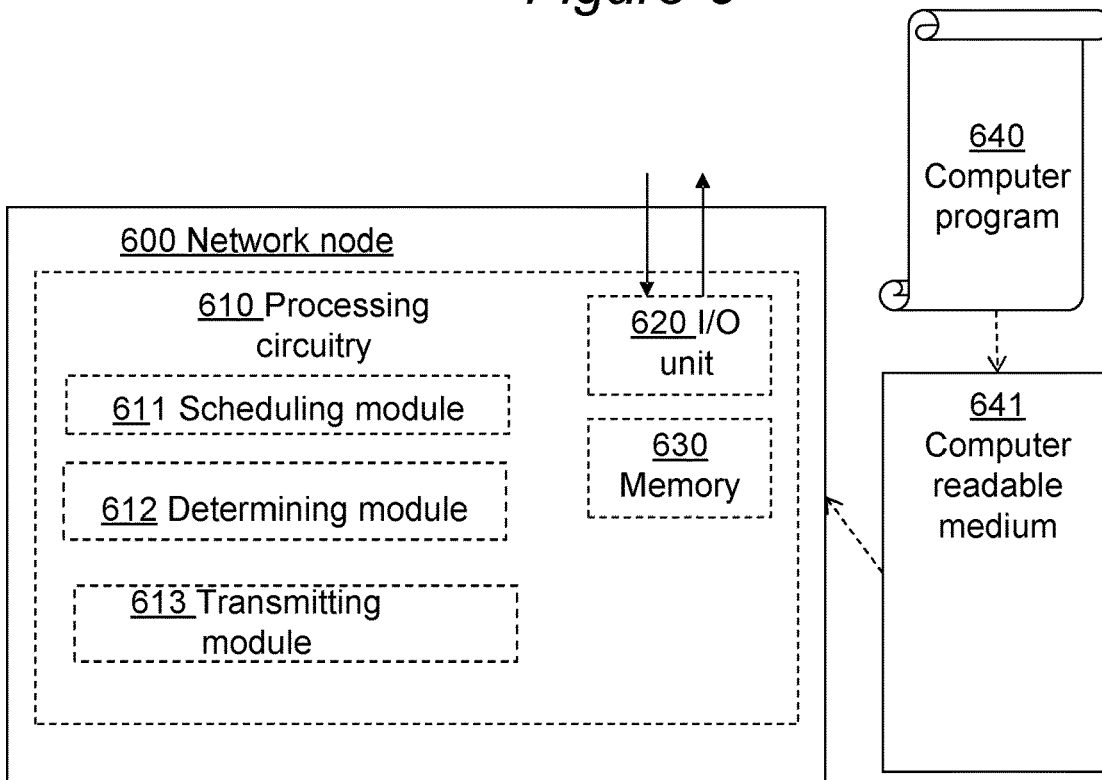 640
Computer
program
600 Network node
610 Processing
circuitry
620 I/O
unit
611 Scheduling module
630
Memory
612 Determining module
613 Transmitting
module
641
Computer
readable
medium